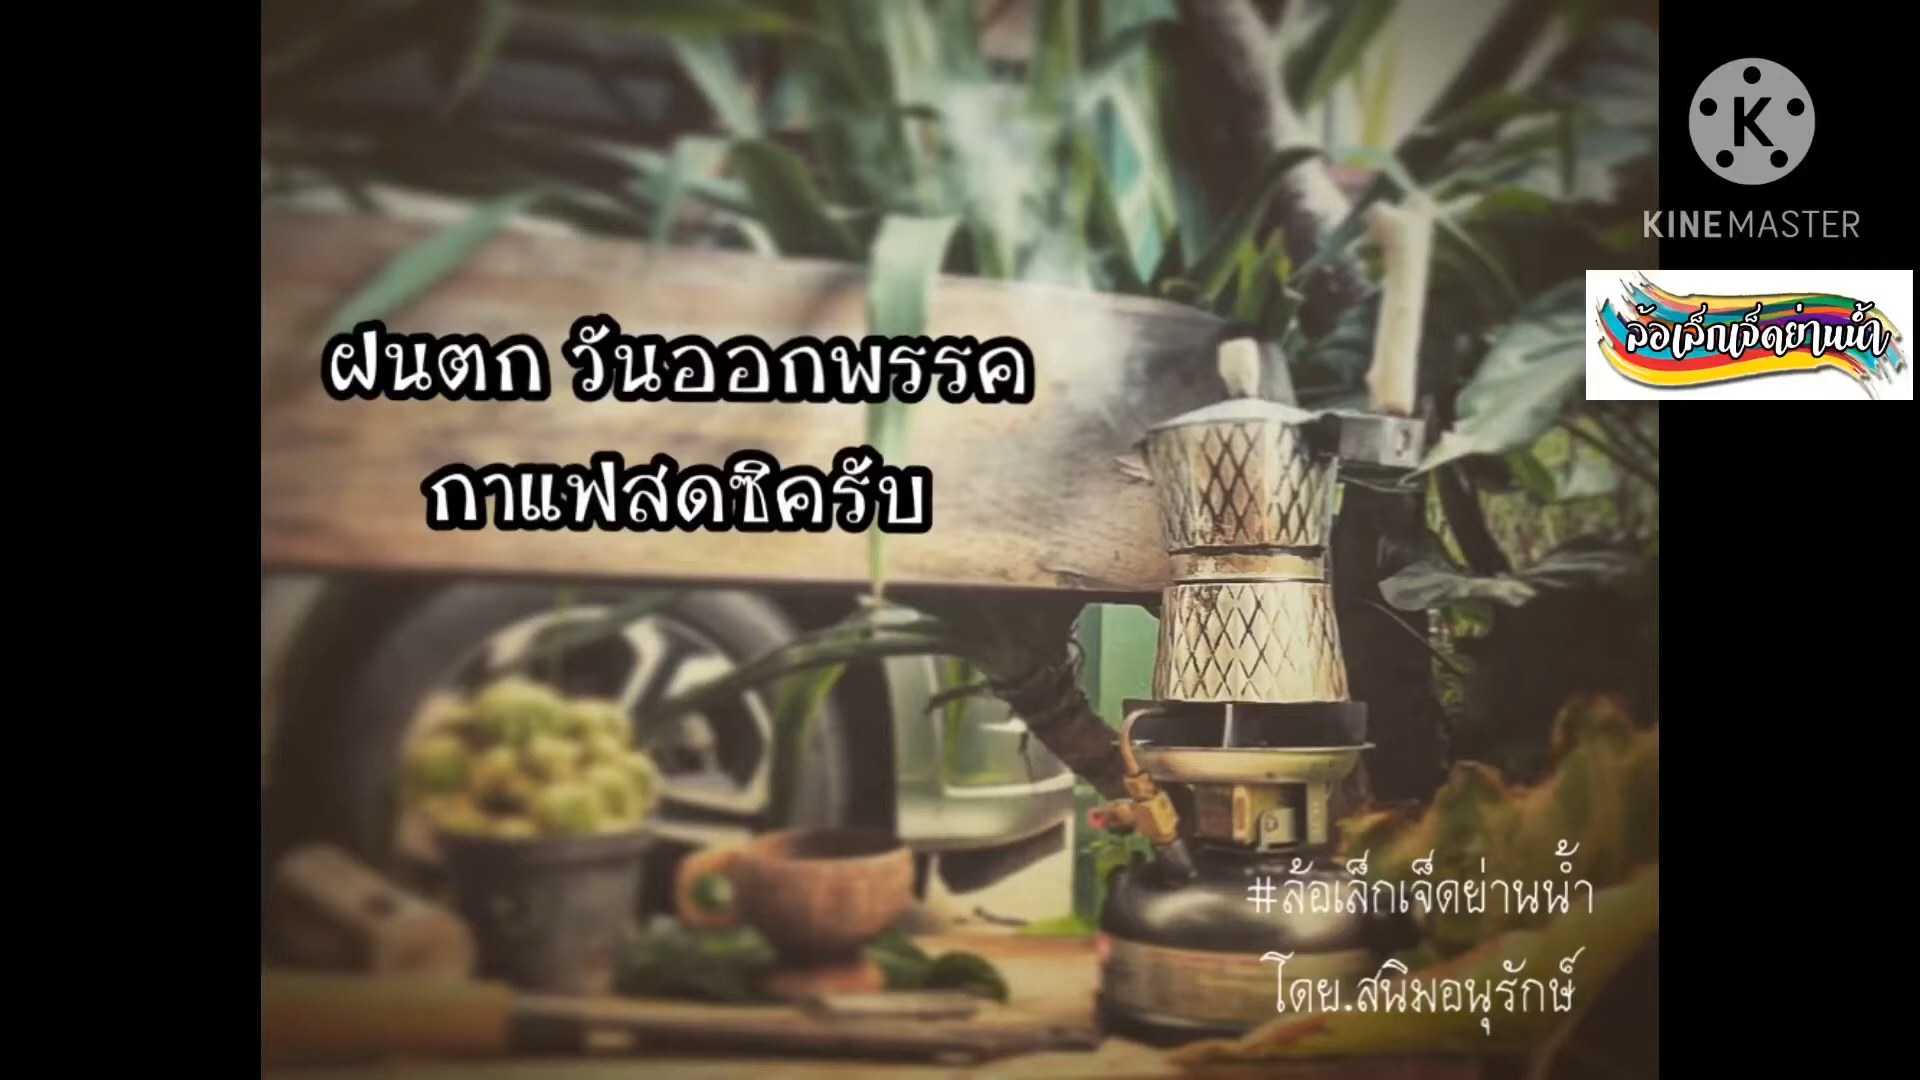 ฝนตก วันออกพรรค
กาแฟสดซิครับ
K
KINEMASTER
ล้อเล็กเจ็ดย่านน้ำ
#ล้อเล็กเจ็ดย่านน้ำ
โดย.สนิมอนุรักษ์